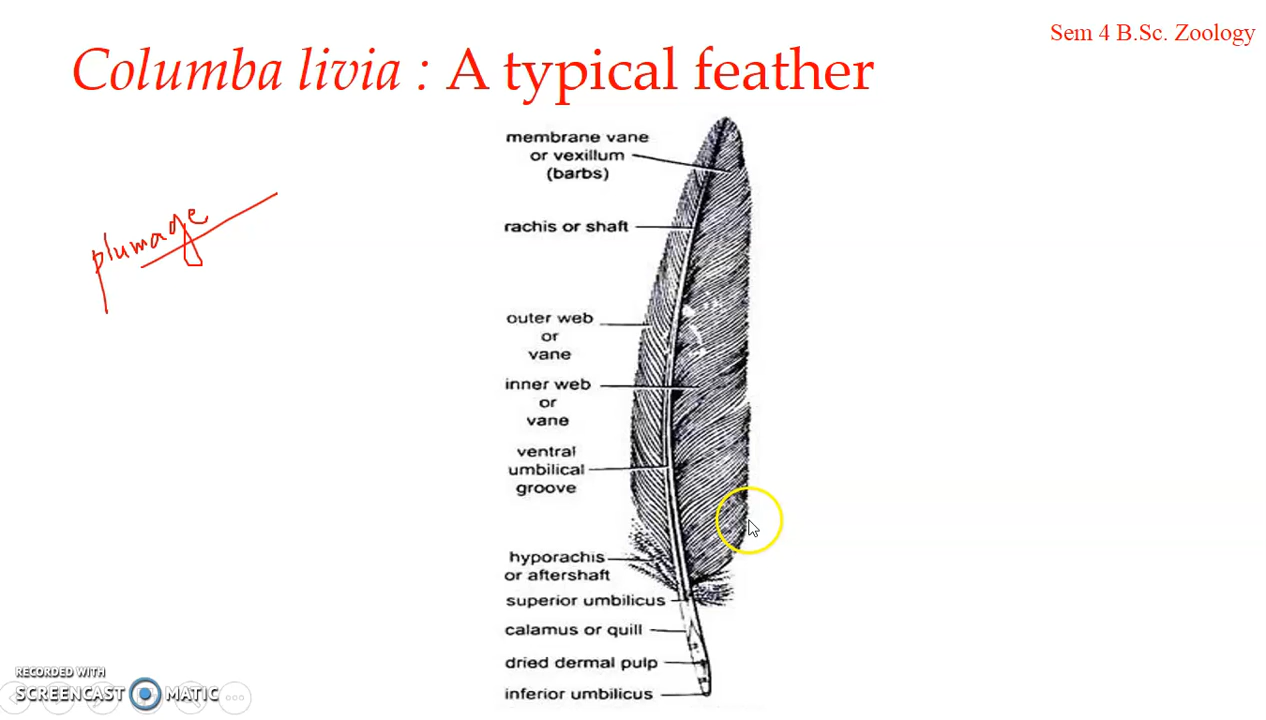 Sem 4 B.Sc. Zoology
Columba livia : A typical feather
plumage
membrane vane
or vexillum
(barbs)
rachis or shaft
outer web
or
vane
inner web
or
vane
ventral
umbilical
groove
hyporachis
or aftershaft
superior umbilicus
calamus or quill
dried dermal pulp
inferior umbilicus
RECORDED WITH
SCREENCAST MATIC